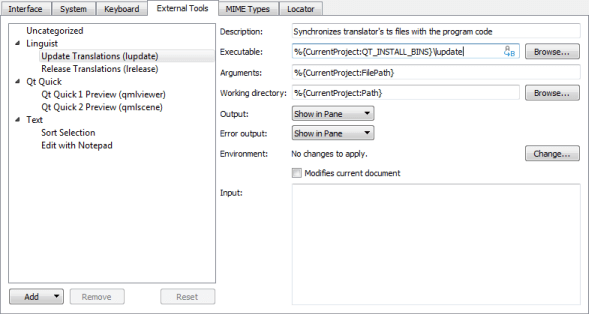 Interface System Keyboard External Tools MIME Types Locator
Uncategorized
Linguist
Update Translations (lupdate)
Release Translations (lrelease)
Qt Quick
Qt Quick 1 Preview (qmlviewer)
Qt Quick 2 Preview (qmlscene)
Text
Sort Selection
Edit with Notepad
Add Remove Reset
Description: Synchronizes translator's ts files with the program code
Executable: %{CurrentProject:QT_INSTALL_BINS}\lupdate Browse...
Arguments: %{CurrentProject:FilePath}
Working directory: %{CurrentProject:Path} Browse...
Output: Show in Pane
Error output: Show in Pane
Environment: No changes to apply. Change...
Modifies current document
Input: